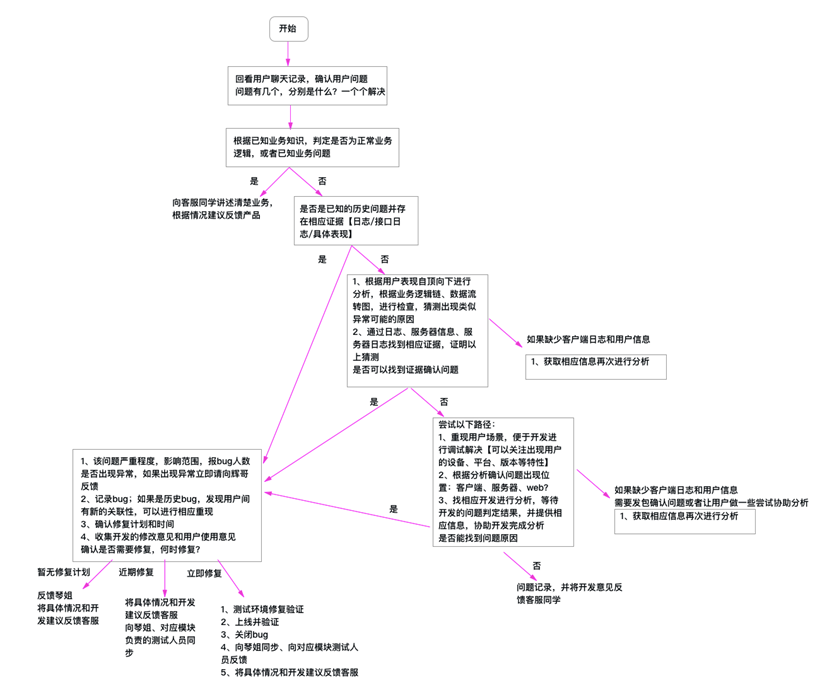 开始
回看用户聊天记录，确认用户问题
问题有几个，分别是什么？一个个解决
根据已知业务知识，判定是否为正常业务
逻辑，或者已知业务问题
是
否
向客服同学讲述清楚业务，
根据情况建议反馈产品
是否是已知的历史问题并存
在相应证据【日志/接口日
志/具体表现】
是
否
1、根据用户表现自顶向下进行
分析，根据业务逻辑链、数据流
转图，进行检查，猜测出现类似
异常可能的原因
2、通过日志、服务器信息、服
务器日志找到相应证据，证明以
上猜测
是否可以找到证据确认问题
如果缺少客户端日志和用户信息
1、获取相应信息再次进行分析
是
否
尝试以下路径：
1、重现用户场景，便于开发进
行调试解决【可以关注出现用户
的设备、平台、版本等特性】
2、根据分析确认问题出现位
置：客户端、服务器、web？
3、找相应开发进行分析，等待
开发的问题判定结果，并提供相
应信息，协助开发完成分析
是否能找到问题原因
如果缺少客户端日志和用户信息
需要发包确认问题或者让用户做一些尝试协助分析
1、获取相应信息再次进行分析
是
否
问题记录，并将开发意见反
馈客服同学
1、该问题严重程度，影响范围，报bug人数
是否出现异常，如果出现异常立即请向辉哥
反馈
2、记录bug；如果是历史bug，发现用户间
有新的关联性，可以进行相应重现
3、确认修复计划和时间
4、收集开发的修改意见和用户使用意见
确认是否需要修复，何时修复？
暂无修复计划
近期修复
立即修复
反馈琴姐
将具体情况和开
发建议反馈客服
将具体情况和开发
建议反馈客服
向琴姐、对应模块
负责的测试人员同
步
1、测试环境修复验证
2、上线并验证
3、关闭bug
4、向琴姐同步、向对应模块测试人
员反馈
5、将具体情况和开发建议反馈客服